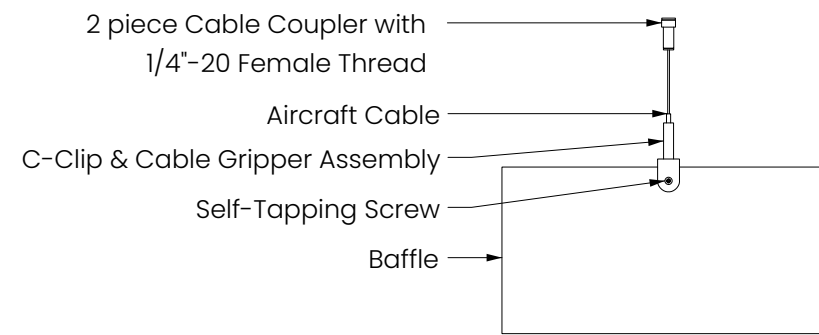 2 piece Cable Coupler with
1/4"-20 Female Thread
Aircraft Cable
C-Clip & Cable Gripper Assembly
Self-Tapping Screw
Baffle